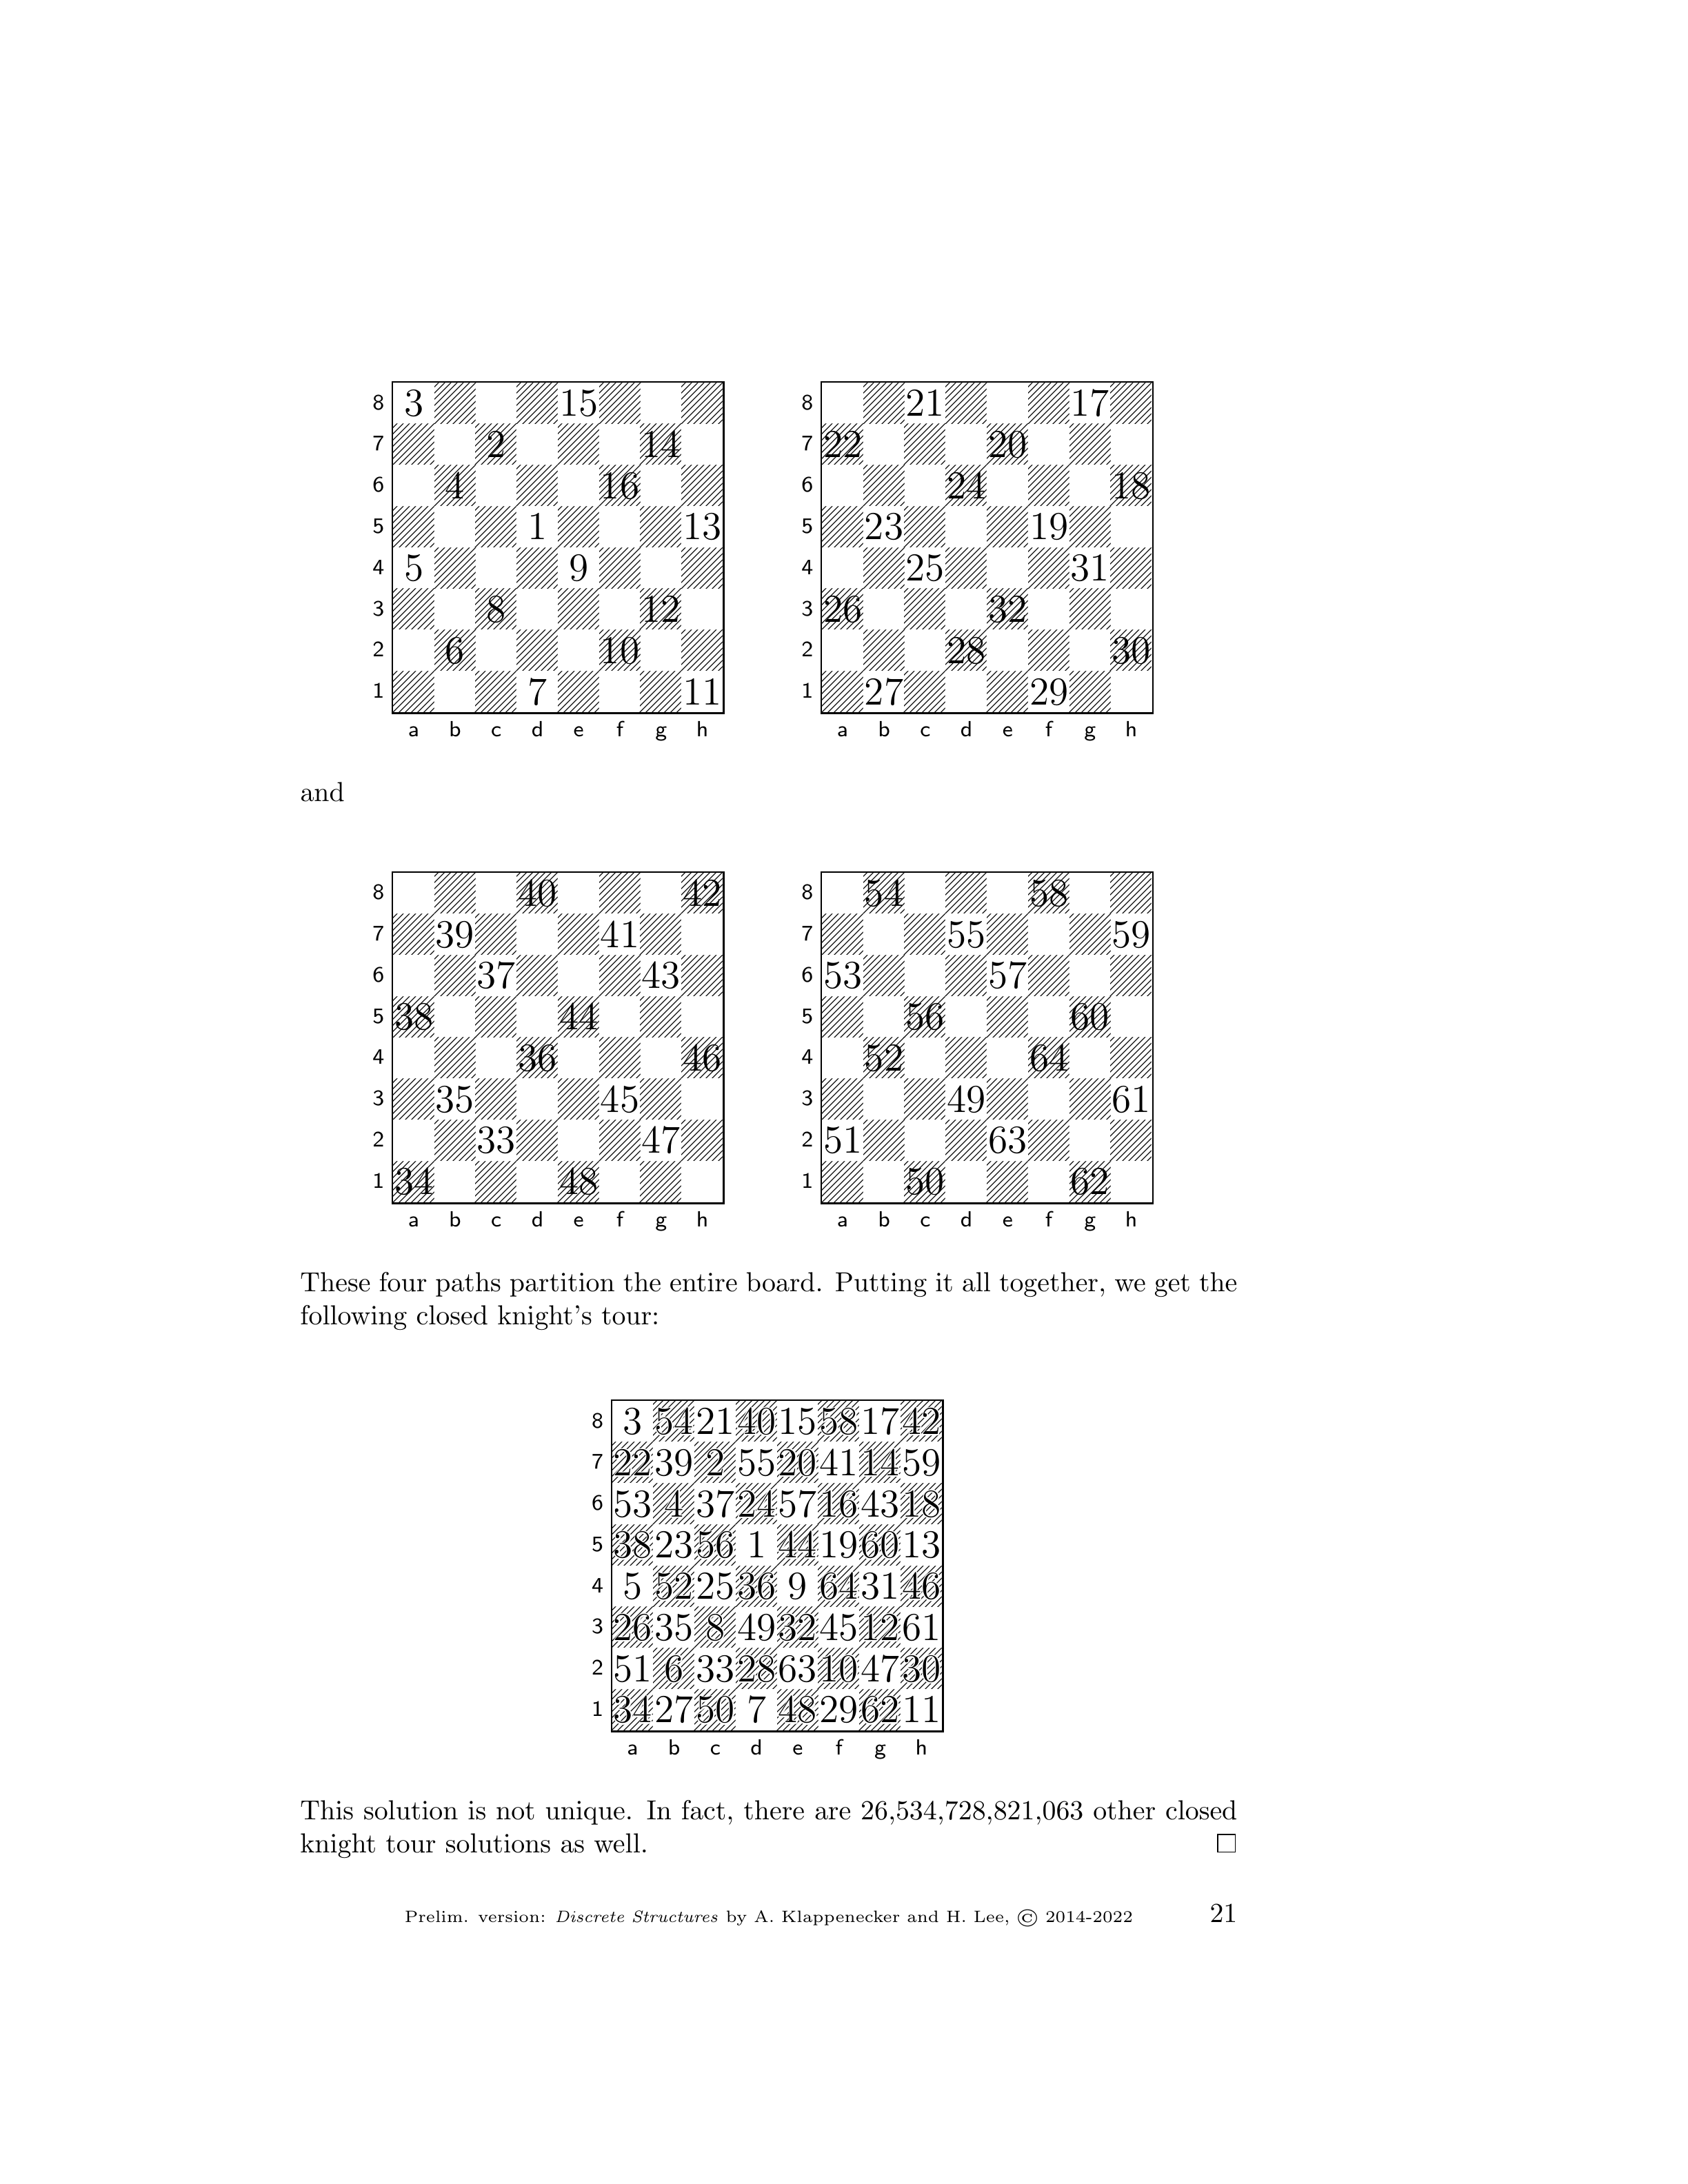 8 3 15 8 21 17
7 2 14 7 22 20
6 4 16 6 24 18
5 1 13 5 23 19
4 5 9 4 25 31
3 8 12 3 26 32
2 6 10 2 28 30
1 7 11 1 27 29
a b c d e f g h a b c d e f g h
and
8 40 42 8 54 58
7 39 41 7 55 59
6 37 43 6 53 57
5 38 44 5 56 60
4 36 46 4 52 64
3 35 45 3 49 61
2 33 47 2 51 63
1 34 48 1 50 62
a b c d e f g h a b c d e f g h
These four paths partition the entire board. Putting it all together, we get the
following closed knight's tour:
8 3 54 21 40 15 58 17 42
7 22 39 2 55 20 41 14 59
6 53 4 37 24 57 16 43 18
5 38 23 56 1 44 19 60 13
4 5 52 25 36 9 64 31 46
3 26 35 8 49 32 45 12 61
2 51 6 33 28 63 10 47 30
1 34 27 50 7 48 29 62 11
a b c d e f g h
This solution is not unique. In fact, there are 26,534,728,821,063 other closed
knight tour solutions as well. □
Prelim. version: Discrete Structures by A. Klappenecker and H. Lee, © 2014-2022 21